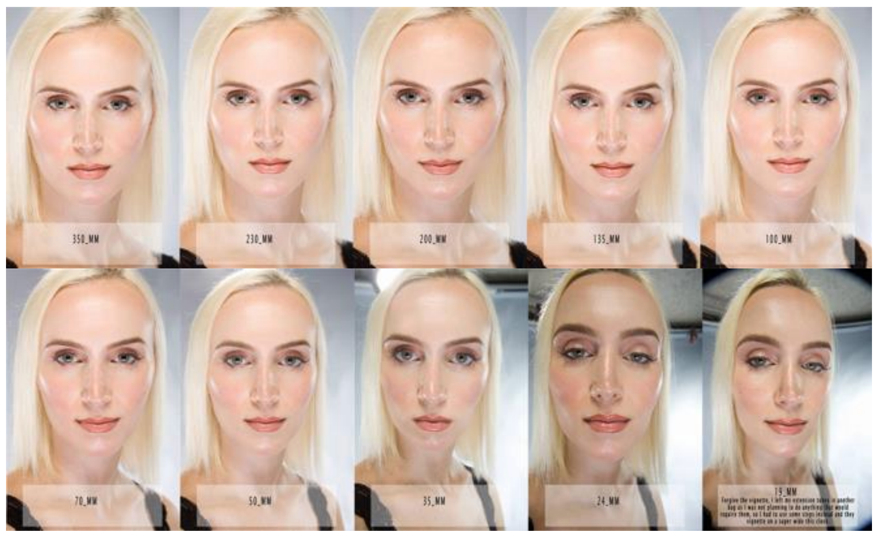 350_MM
230_MM
200_MM
135_MM
100_MM
70_MM
50_MM
35_MM
24_MM
19_MM
Forgive the vignette, I left me extension tubes in another
bag as I was not planning to do anything that would
require them, so I had to use some instead and they
vignette on a super wide this close.